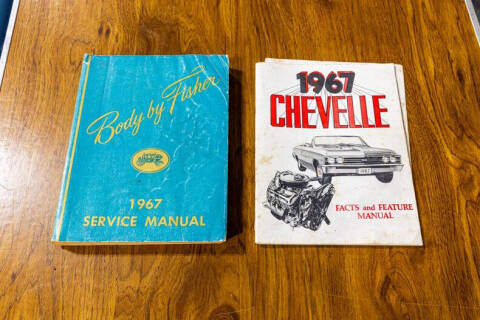 Body by Fisher
1967
SERVICE MANUAL
1967
CHEVELLE
FACTS and FEATURE
MANUAL